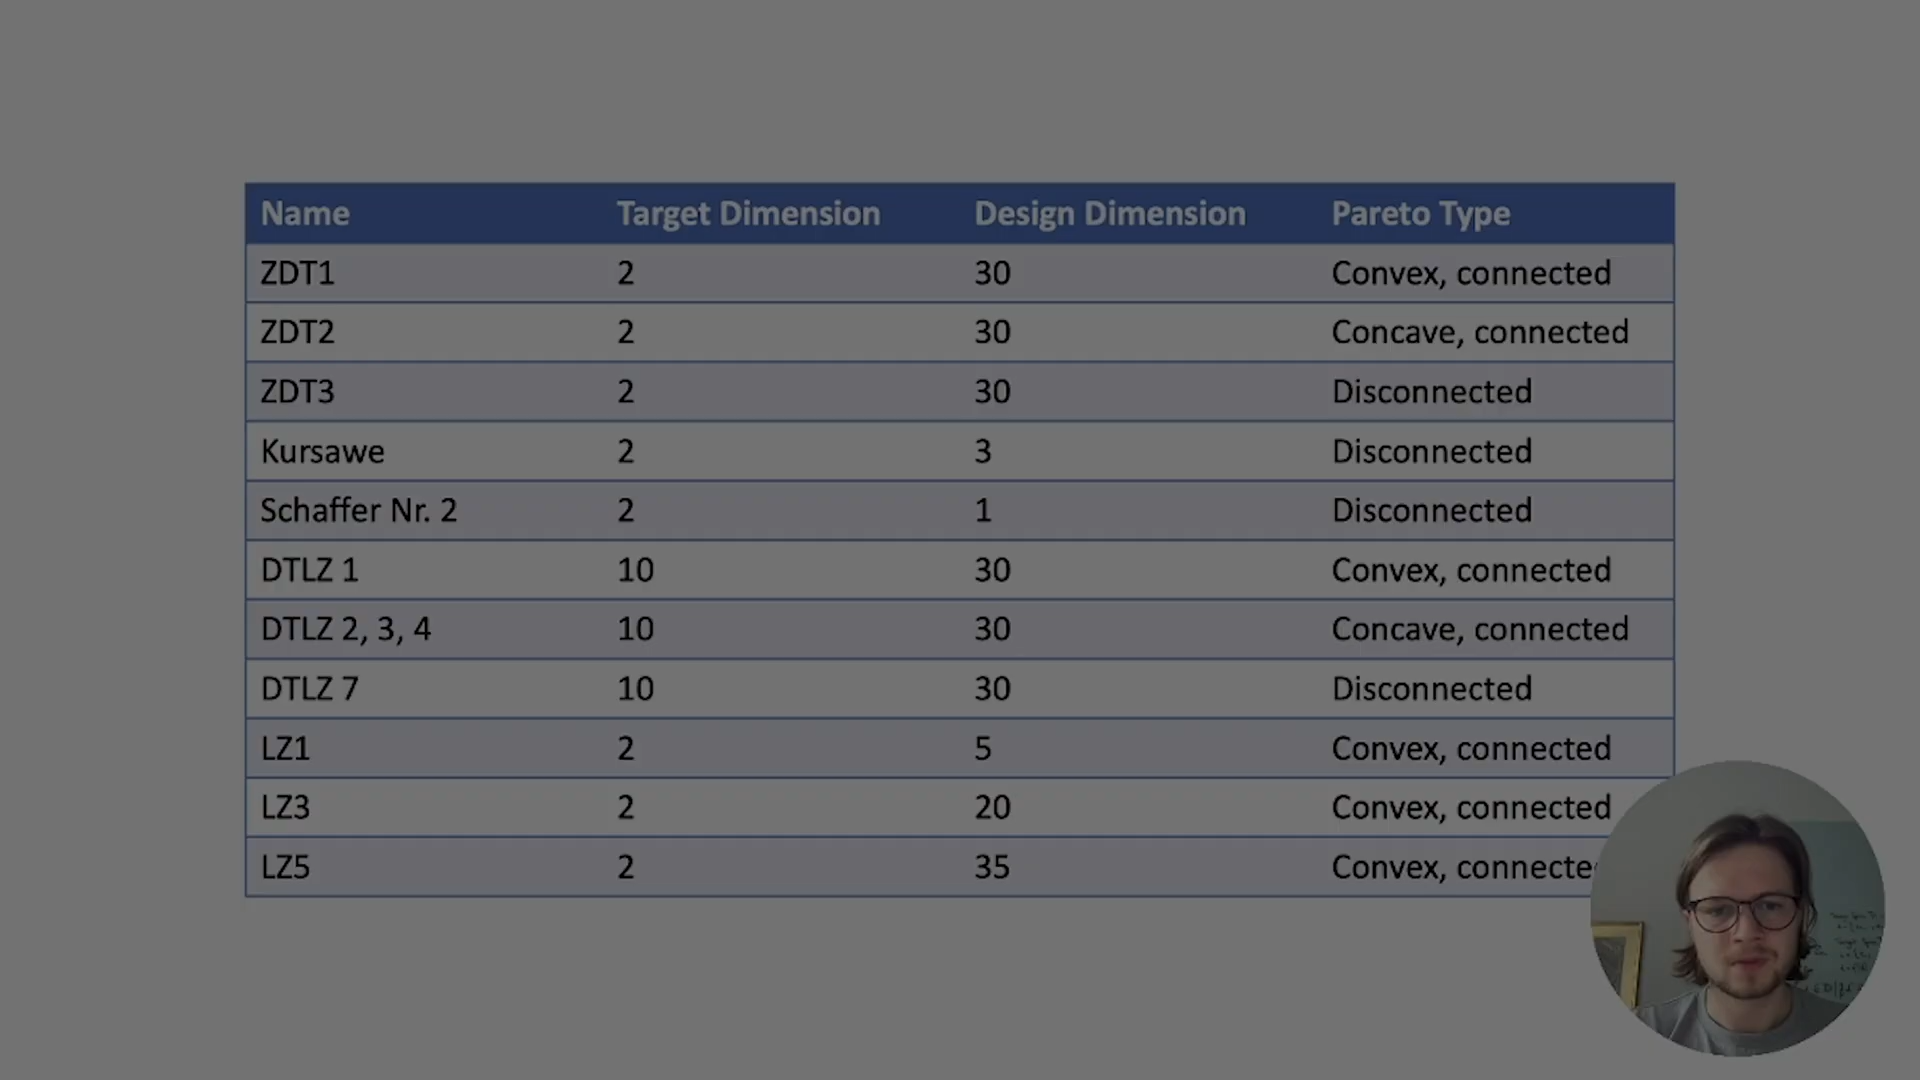 Name Target Dimension Design Dimension Pareto Type
ZDT1 2 30 Convex, connected
ZDT2 2 30 Concave, connected
ZDT3 2 30 Disconnected
Kursawe 2 3 Disconnected
Schaffer Nr. 2 2 1 Disconnected
DTLZ 1 10 30 Convex, connected
DTLZ 2, 3, 4 10 30 Concave, connected
DTLZ 7 10 30 Disconnected
LZ1 2 5 Convex, connected
LZ3 2 20 Convex, connected
LZ5 2 35 Convex, connecte